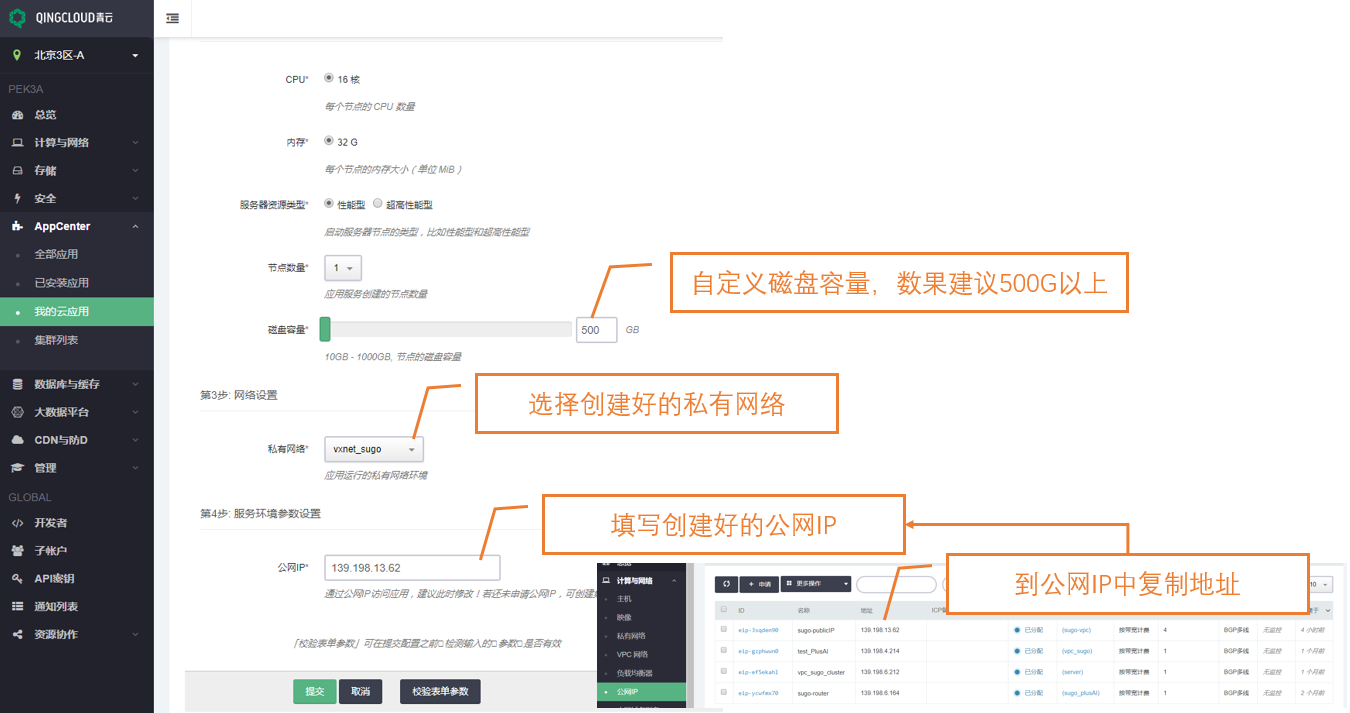 QINGCLOUD青云
北京3区-A
PEK3A
总览
计算与网络
存储
安全
AppCenter
全部应用
已安装应用
我的云应用
集群列表
数据库与缓存
大数据平台
CDN与防D
管理
GLOBAL
开发者
子帐户
API密钥
通知列表
资源协作
CPU* 16 核
每个节点的 CPU 数量
内存* 32 G
每个节点的内存大小 ( 单位 MiB )
服务器资源类型* 性能型 超高性能型
启动服务器节点的类型，比如性能型和超高性能型
节点数量* 1
应用服务创建的节点数量
自定义磁盘容量，数果建议500G以上
磁盘容量* 500 GB
10GB - 1000GB, 节点的磁盘容量
第3步: 网络设置
选择创建好的私有网络
私有网络* vxnet_sugo
应用运行的私有网络环境
第4步: 服务环境参数设置
填写创建好的公网IP
公网IP* 139.198.13.62
通过公网IP访问应用，建议此时修改！若还未申请公网IP，可创建
「校验表单参数」可在提交配置之前 检测输入的 参数 是否有效
提交 取消 校验表单参数
到公网IP中复制地址
计算与网络
主机
映像
私有网络
VPC 网络
负载均衡器
公网IP
申请 更多操作
ID 名称 地址 ICP
eip-3sqden90 sugo-publicIP 139.198.13.62 已分配 (sugo-vpc) 按带宽计费 4 BGP多线 无监控 4 小时前
eip-gzphwun0 test_PlusAI 139.198.4.214 已分配 (vpc_sugo) 按带宽计费 1 BGP多线 无监控 1 个月前
eip-ef5ekah1 vpc_sugo_cluster 139.198.6.212 已分配 (server) 按带宽计费 1 BGP多线 无监控 1 个月前
eip-ycwfms70 sugo-router 139.198.6.164 已分配 (sugo_plusAI) 按带宽计费 1 BGP多线 无监控 2 个月前